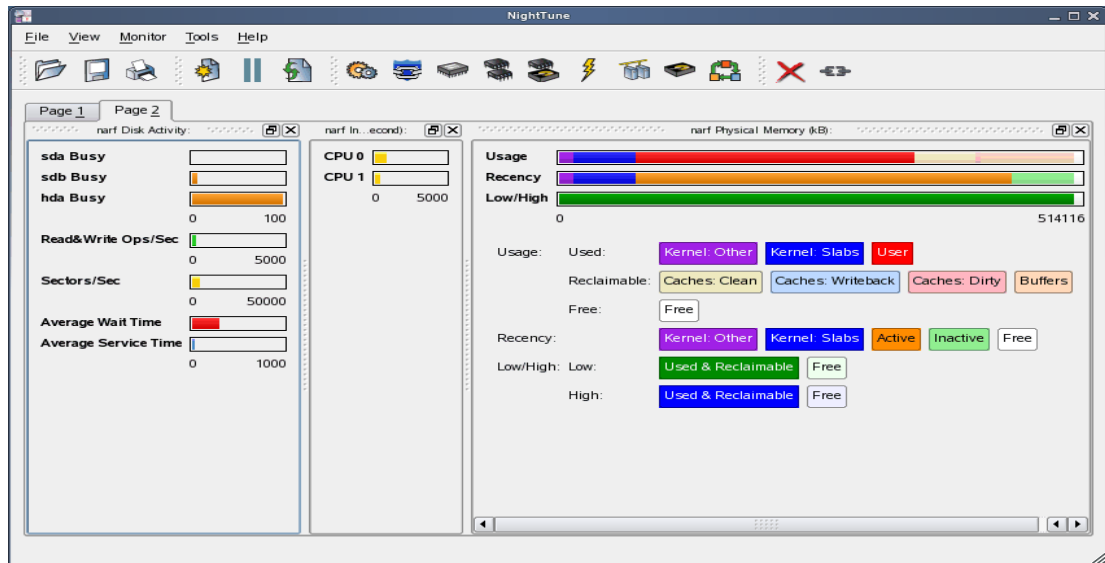 NightTune
File View Monitor Tools Help
Page 1 Page 2
narf Disk Activity:
sda Busy
sdb Busy
hda Busy
0 100
Read&Write Ops/Sec
0 5000
Sectors/Sec
0 50000
Average Wait Time
Average Service Time
0 1000
narf In...econd):
CPU 0
CPU 1
0 5000
narf Physical Memory (kB):
Usage
Recency
Low/High
0 514116
Usage: Used: Kernel: Other Kernel: Slabs User
Reclaimable: Caches: Clean Caches: Writeback Caches: Dirty Buffers
Free: Free
Recency: Kernel: Other Kernel: Slabs Active Inactive Free
Low/High: Low: Used & Reclaimable Free
High: Used & Reclaimable Free